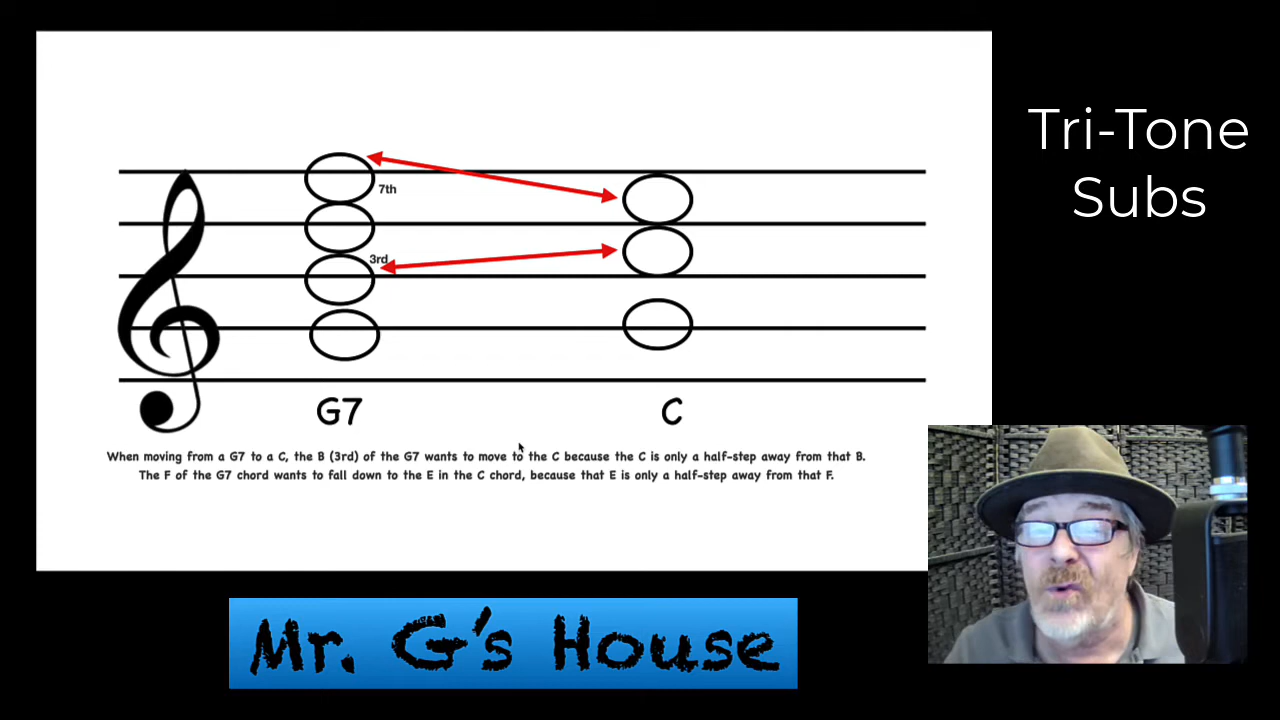 Tri-Tone
Subs
7th
3rd
G7
C
When moving from a G7 to a C, the B (3rd) of the G7 wants to move to the C because the C is only a half-step away from that B.
The F of the G7 chord wants to fall down to the E in the C chord, because that E is only a half-step away from that F.
Mr. G's House